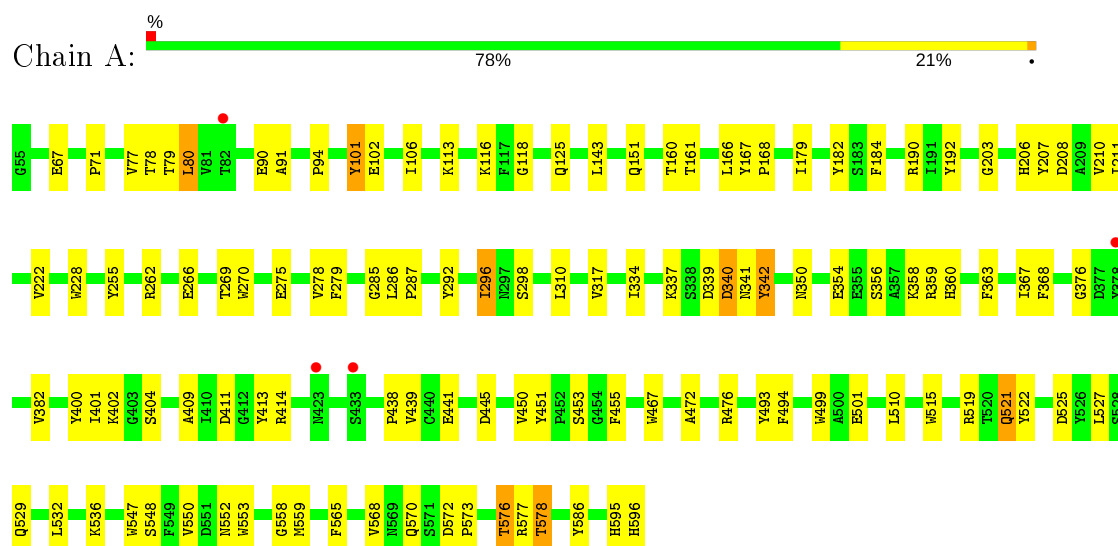 %
Chain A:
78% 21% •
G55 E67 P71 V77 T78 T79 L80 V81 T82 E90 A91 P94 Y101 E102 I106 K113 K116 F117 G118 Q125 L143 Q151 T160 T161 L166 Y167 P168 I179 Y182 S183 F184 R190 I191 Y192 G203 H206 Y207 D208 A209 V210
V222 W228 Y255 R262 E266 T269 W270 E275 V278 F279 G285 L286 P287 Y292 I296 N297 S298 L310 V317 I334 K337 S338 D339 D340 N341 Y342 N350 E354 E355 S356 A357 K358 R359 H360 F363 I367 F368 G376 D377
V382 Y400 I401 K402 G403 S404 A409 I410 D411 G412 Y413 R414 N423 S433 P438 V439 C440 E441 D445 V450 Y451 P452 S453 G454 F455 W467 A472 R476 Y493 F494 W499 A500 E501 L510 W515 R519 T520 Q521 Y522 D525 Y526 L527 S528
Q529 L532 K536 W547 S548 F549 V550 D551 N552 W553 G558 M559 F565 V568 N569 Q570 S571 D572 P573 T576 R577 T578 Y586 H595 H596